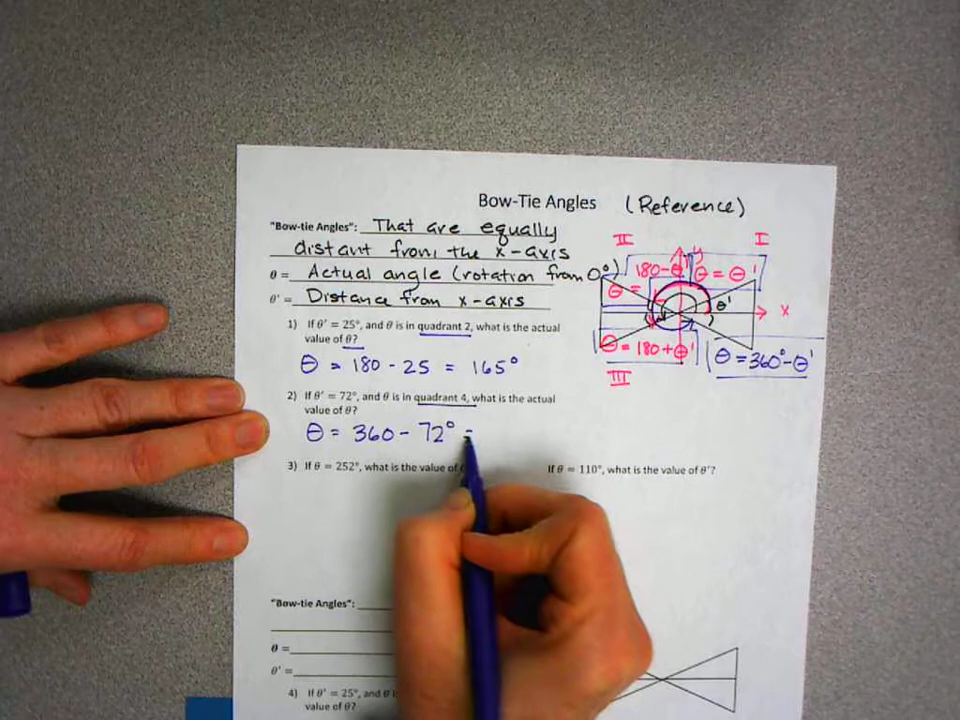 Bow-Tie Angles (Reference)
"Bow-tie Angles": That are equally
distant from the x-axis
θ = Actual angle (rotation from 0°)
θ' = Distance from x-axis
II I
y
180-θ' θ = θ'
θ =
θ' x
θ = 180+θ' θ = 360°-θ'
III
1) If θ' = 25°, and θ is in quadrant 2, what is the actual
value of θ?
θ = 180 - 25 = 165°
2) If θ' = 72°, and θ is in quadrant 4, what is the actual
value of θ?
θ = 360 - 72° =
3) If θ = 252°, what is the value of If θ = 110°, what is the value of θ'?
"Bow-tie Angles":
θ =
θ' =
4) If θ' = 25°, and θ
value of θ?